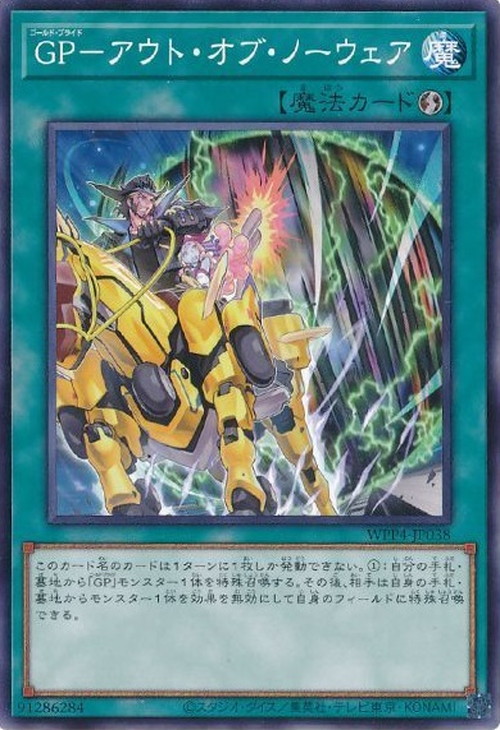 ゴールド・プライド
GP－アウト・オブ・ノーウェア
魔
【魔法カード】
WPP4-JP038
このカード名のカードは1ターンに1枚しか発動できない。①：自分の手札・
墓地から「GP」モンスター1体を特殊召喚する。その後、相手は自身の手札・
墓地からモンスター1体を効果を無効にして自身のフィールドに特殊召喚
できる。
91286284
©スタジオ・ダイス／集英社・テレビ東京・KONAMI